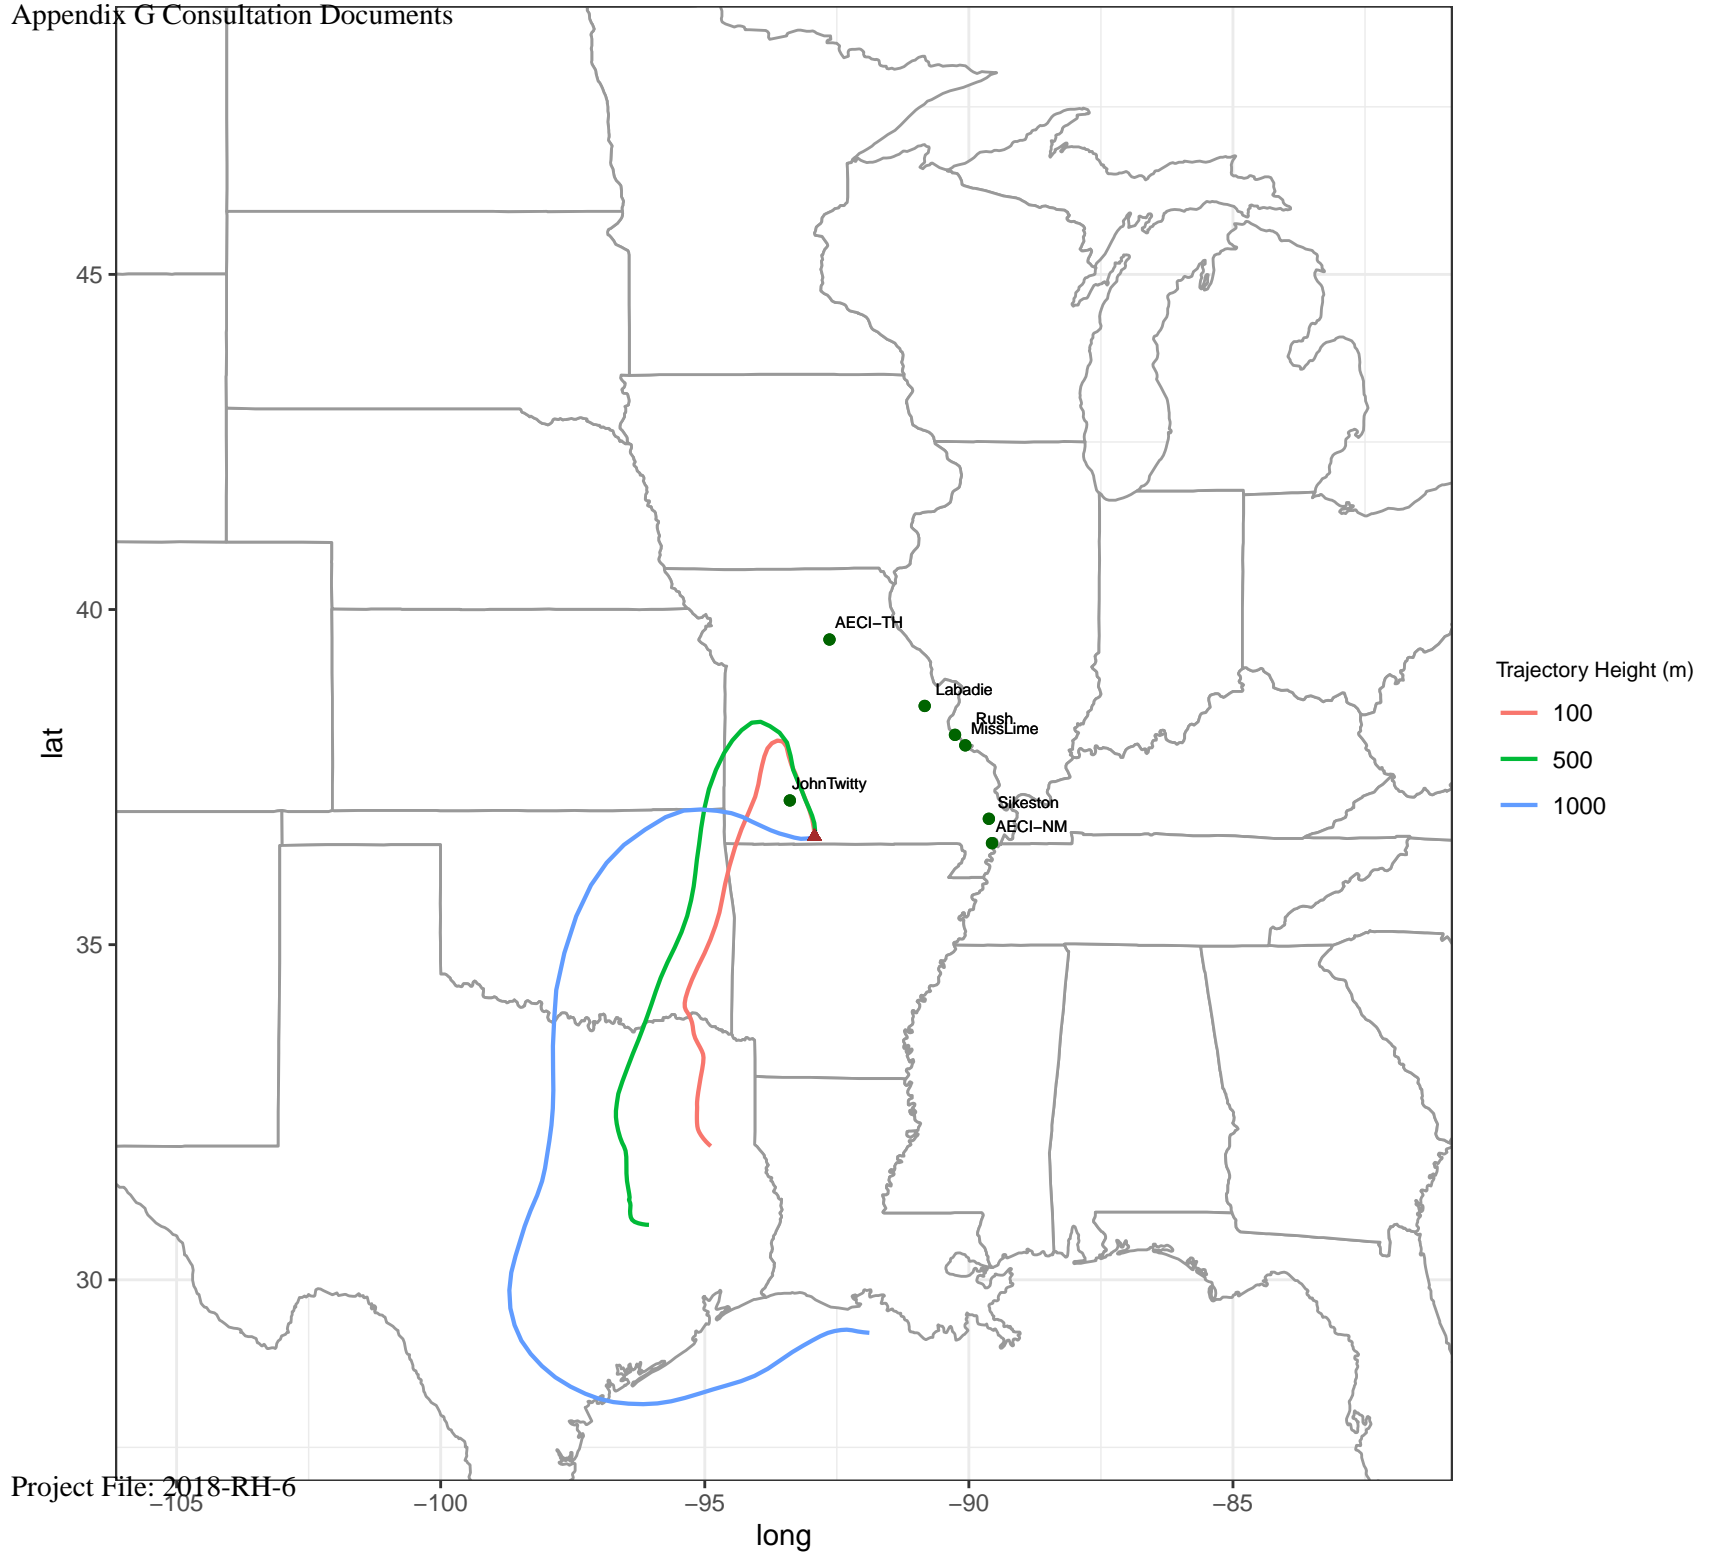 Appendix G Consultation Documents
45
40
35
30
lat
AECI−TH
Labadie
Rush
MissLime
JohnTwitty
Sikeston
AECI−NM
Trajectory Height (m)
100
500
1000
Project File: 2018-RH-6
−105
−100
−95
−90
−85
long